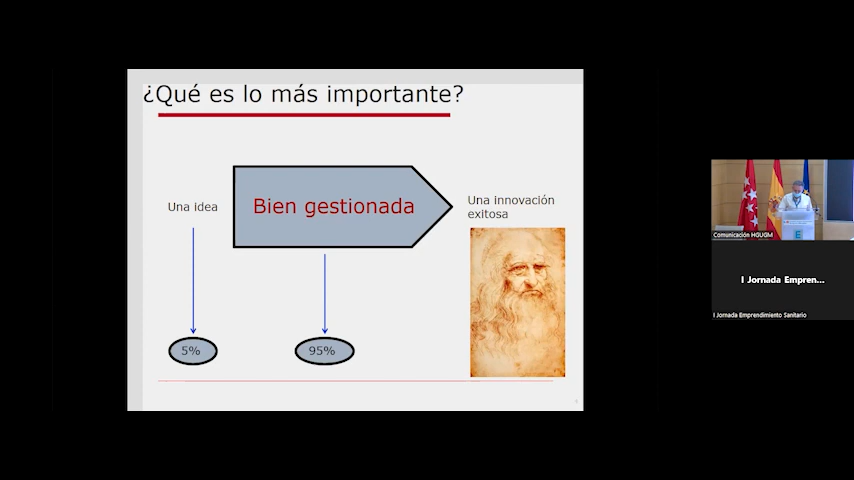 ¿Qué es lo más importante?
Una idea
Bien gestionada
Una innovación
exitosa
5%
95%
Comunicación HGUGM
I Jornada Empren...
I Jornada Emprendimiento Sanitario